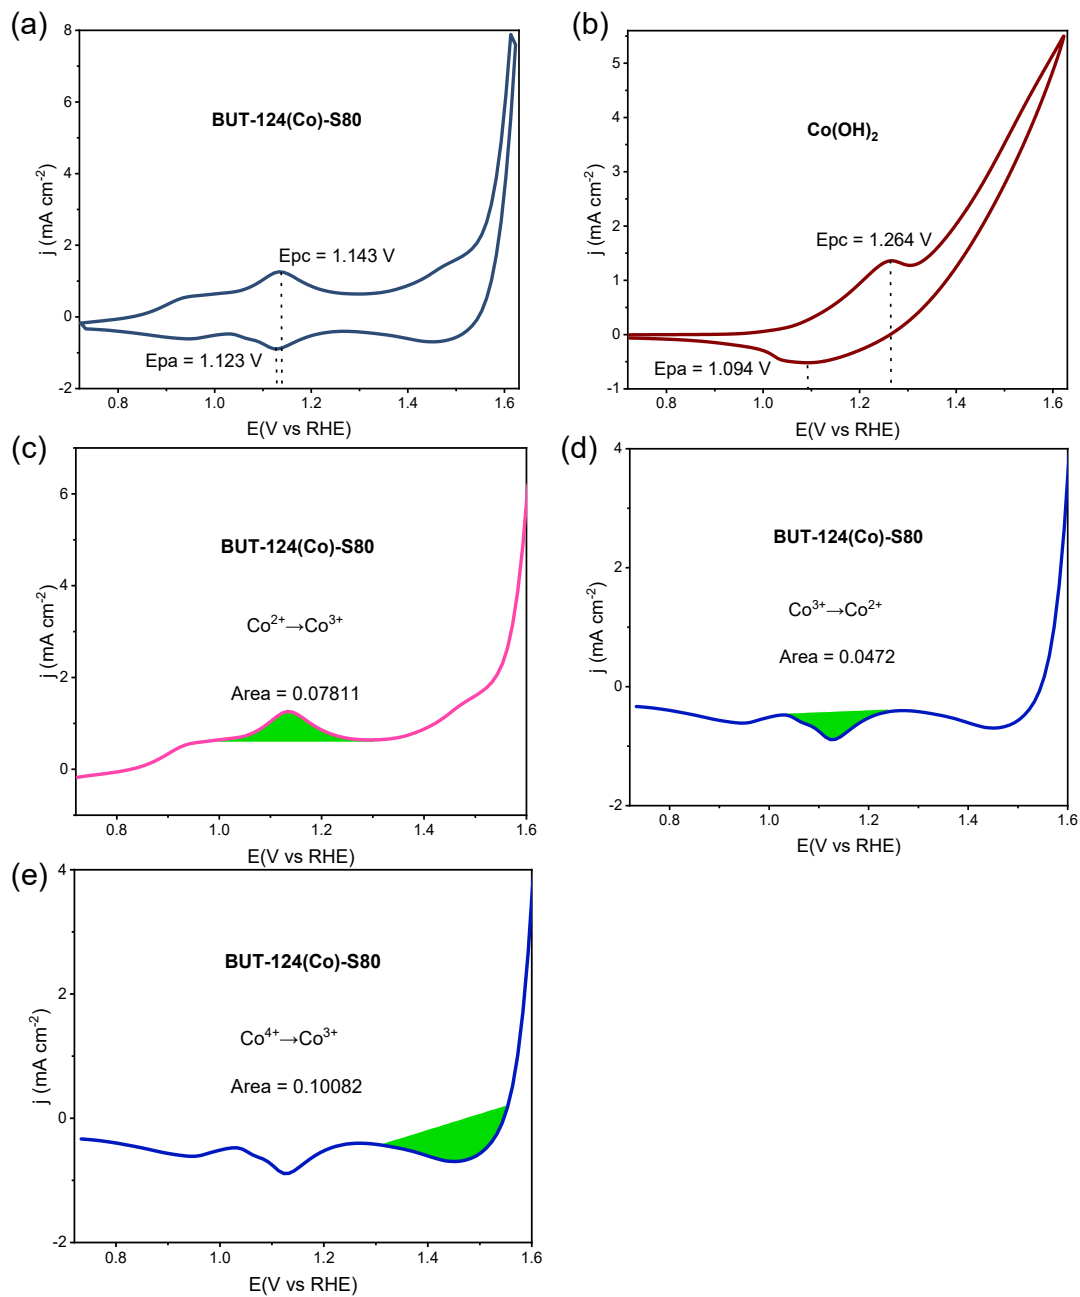 (a)
8
6
4
2
0
-2
j (mA cm-2)
BUT-124(Co)-S80
Epc = 1.143 V
Epa = 1.123 V
0.8 1.0 1.2 1.4 1.6
E(V vs RHE)
(b)
5
4
3
2
1
0
-1
j (mA cm-2)
Co(OH)2
Epc = 1.264 V
Epa = 1.094 V
1.0 1.2 1.4 1.6
E(V vs RHE)
(c)
6
4
2
0
j (mA cm-2)
BUT-124(Co)-S80
Co2+→Co3+
Area = 0.07811
0.8 1.0 1.2 1.4 1.6
E(V vs RHE)
(d)
4
2
0
-2
j (mA cm-2)
BUT-124(Co)-S80
Co3+→Co2+
Area = 0.0472
0.8 1.0 1.2 1.4 1.6
E(V vs RHE)
(e)
4
2
0
-2
j (mA cm-2)
BUT-124(Co)-S80
Co4+→Co3+
Area = 0.10082
0.8 1.0 1.2 1.4 1.6
E(V vs RHE)